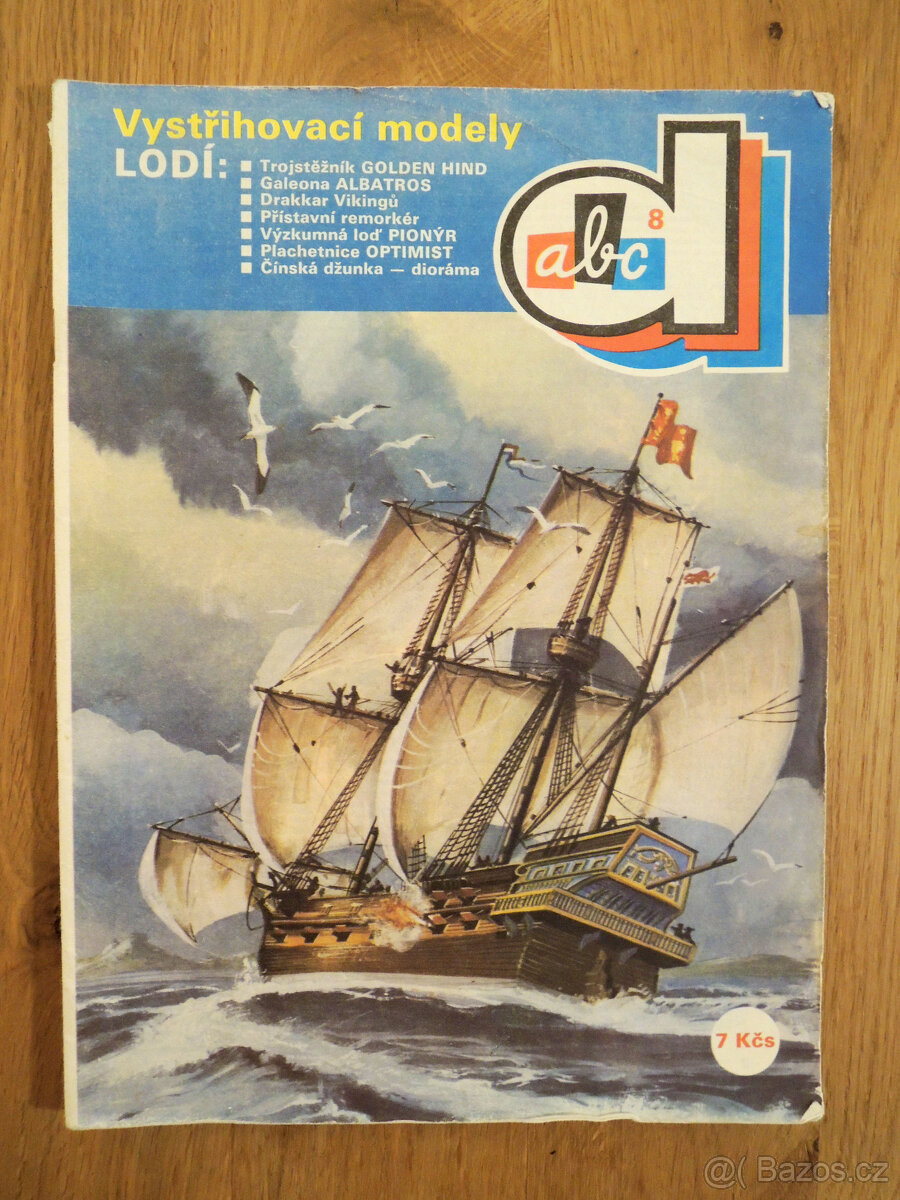 Vystřihovací modely
LODÍ:
■ Trojstěžník GOLDEN HIND
■ Galeona ALBATROS
■ Drakkar Vikingů
■ Přístavní remorkér
■ Výzkumná loď PIONÝR
■ Plachetnice OPTIMIST
■ Čínská džunka — dioráma
d
8
abc
7 Kčs
@( Bazos.cz